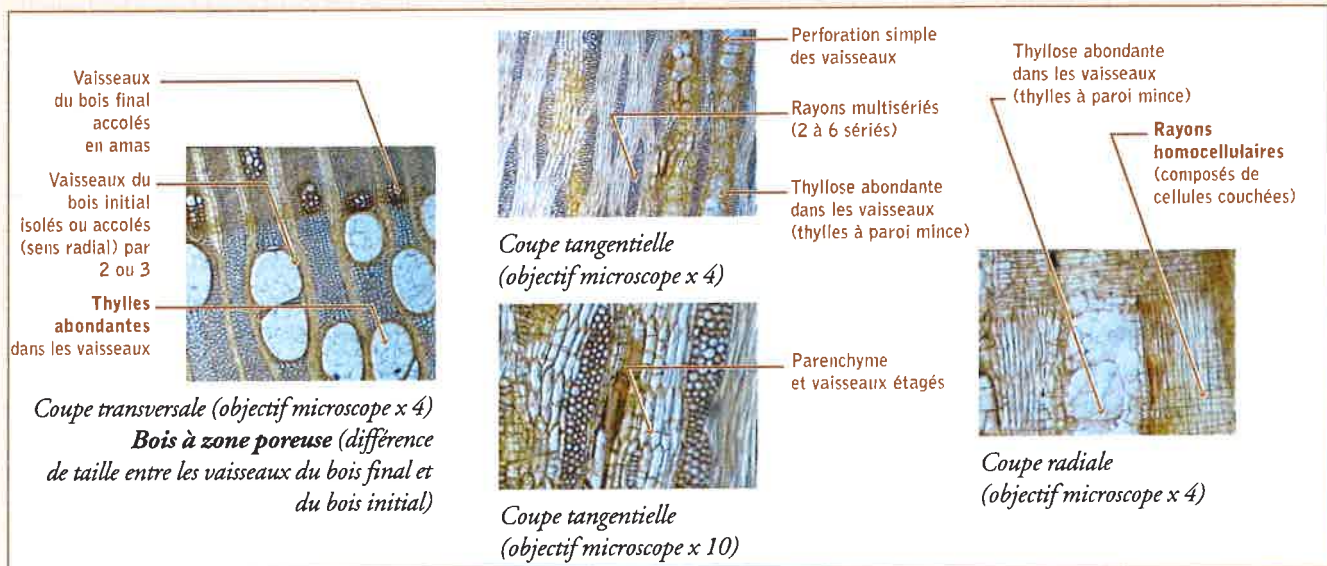 Vaisseaux
du bois final
accolés
en amas
Vaisseaux du
bois initial
isolés ou accolés
(sens radial) par
2 ou 3
Thylles
abondantes
dans les vaisseaux
Coupe transversale (objectif microscope x 4)
Bois à zone poreuse (différence
de taille entre les vaisseaux du bois final et
du bois initial)
Perforation simple
des vaisseaux
Rayons multisériés
(2 à 6 sériés)
Thyllose abondante
dans les vaisseaux
(thylles à paroi mince)
Coupe tangentielle
(objectif microscope x 4)
Parenchyme
et vaisseaux étagés
Coupe tangentielle
(objectif microscope x 10)
Thyllose abondante
dans les vaisseaux
(thylles à paroi mince)
Rayons
homocellulaires
(composés de
cellules couchées)
Coupe radiale
(objectif microscope x 4)